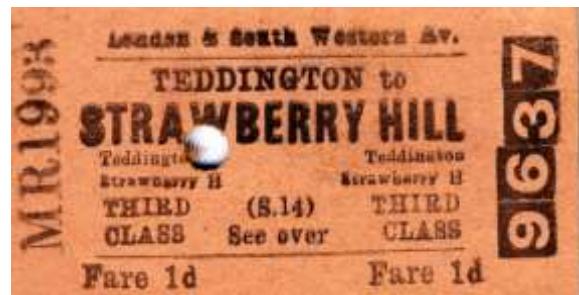 MR1993
London & South Western Ry.
TEDDINGTON to
STRAWBERRY HILL
Teddington Teddington
Strawberry H Strawberry H
THIRD (S.14) THIRD
CLASS See over CLASS
Fare 1d Fare 1d
9637